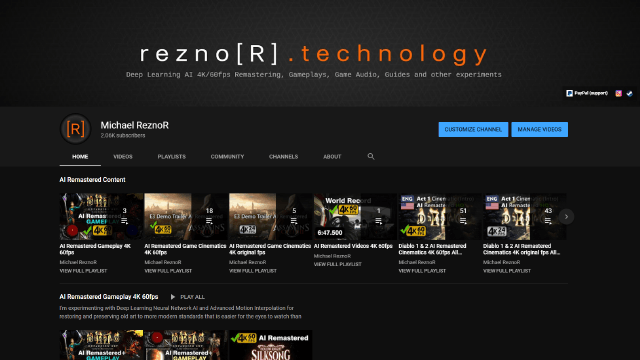 rezno[R].technology
Deep Learning AI 4K/60fps Remastering, Gameplays, Game Audio, Guides and other experiments
PayPal (support)
[R]
Michael ReznoR
2.06K subscribers
CUSTOMIZE CHANNEL
MANAGE VIDEOS
HOME
VIDEOS
PLAYLISTS
COMMUNITY
CHANNELS
ABOUT
AI Remastered Content
AI Remastered
GAMEPLAY
3
E3 Demo Trailer
18
5
World Record
4K 60
6:47.500
1
ENG
Act 1 Cinem
AI Remaste
51
ENG
Act 1 Cinem
AI Remaste
43
AI Remastered Gameplay 4K 60fps
Michael ReznoR
VIEW FULL PLAYLIST
AI Remastered Game Cinematics 4K 60fps
Michael ReznoR
VIEW FULL PLAYLIST
AI Remastered Game Cinematics 4K original fps
Michael ReznoR
VIEW FULL PLAYLIST
AI Remastered Videos 4K 60fps
Michael ReznoR
VIEW FULL PLAYLIST
Diablo 1 & 2 AI Remastered Cinematics 4K 60fps All...
Michael ReznoR
VIEW FULL PLAYLIST
Diablo 1 & 2 AI Remastered Cinematics 4K original fps All...
Michael ReznoR
VIEW FULL PLAYLIST
AI Remastered Gameplay 4K 60fps
PLAY ALL
I'm experimenting with Deep Learning Neural Network AI and Advanced Motion Interpolation for
restoring and preserving old art to more modern standards that is easier for the eyes to watch than
AI Remastered
GAMEPLAY
AI Remastered
GAMEPLAY
4K 60
AI Remastered
SILKSONG